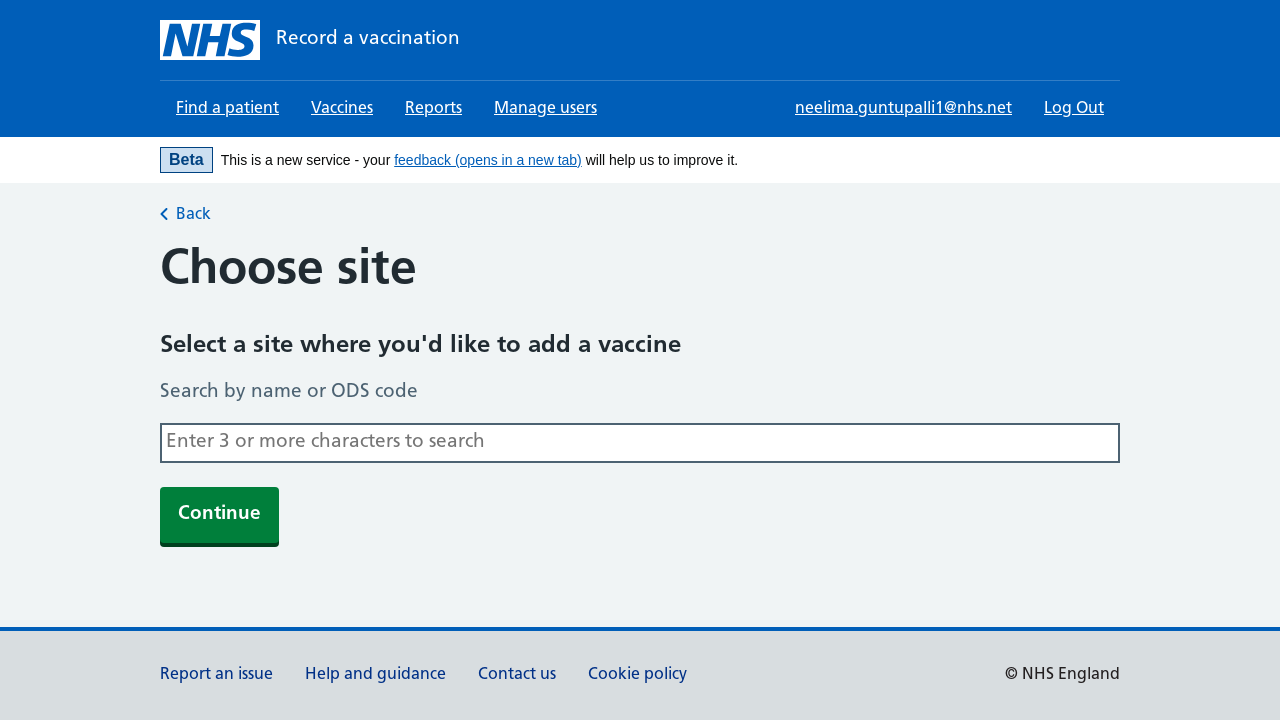 NHS Record a vaccination
Find a patient Vaccines Reports Manage users neelima.guntupalli1@nhs.net Log Out
Beta This is a new service - your feedback (opens in a new tab) will help us to improve it.
Back
Choose site
Select a site where you'd like to add a vaccine
Search by name or ODS code
Enter 3 or more characters to search
Continue
Report an issue Help and guidance Contact us Cookie policy © NHS England